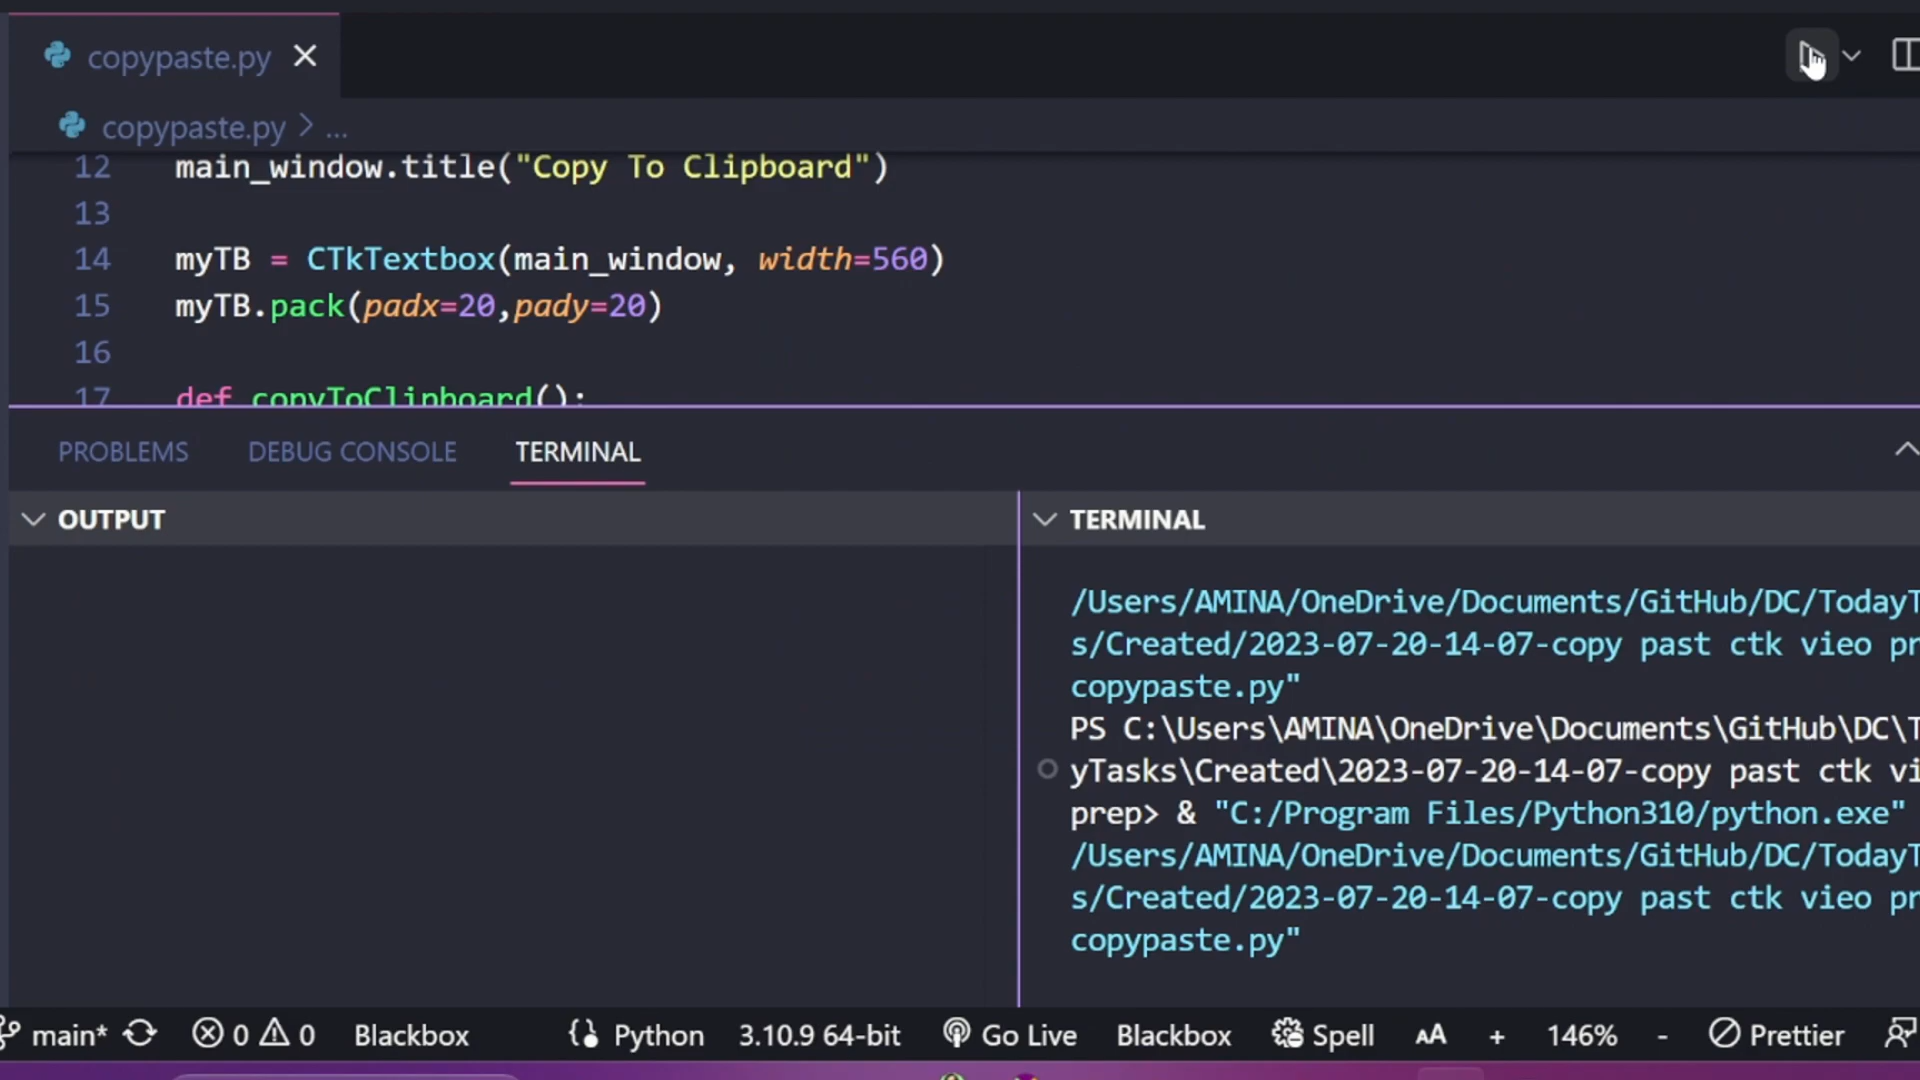 copypaste.py
copypaste.py > ...
12 main_window.title("Copy To Clipboard")
13
14 myTB = CTkTextbox(main_window, width=560)
15 myTB.pack(padx=20,pady=20)
16
17 def copyToClipboard():
PROBLEMS DEBUG CONSOLE TERMINAL
OUTPUT
TERMINAL
/Users/AMINA/OneDrive/Documents/GitHub/DC/TodayT
s/Created/2023-07-20-14-07-copy past ctk vieo pr
copypaste.py"
PS C:\Users\AMINA\OneDrive\Documents\GitHub\DC\T
yTasks\Created\2023-07-20-14-07-copy past ctk vi
prep> & "C:/Program Files/Python310/python.exe"
/Users/AMINA/OneDrive/Documents/GitHub/DC/TodayT
s/Created/2023-07-20-14-07-copy past ctk vieo pr
copypaste.py"
main* 0 0 Blackbox Python 3.10.9 64-bit Go Live Blackbox Spell AA + 146% - Prettier